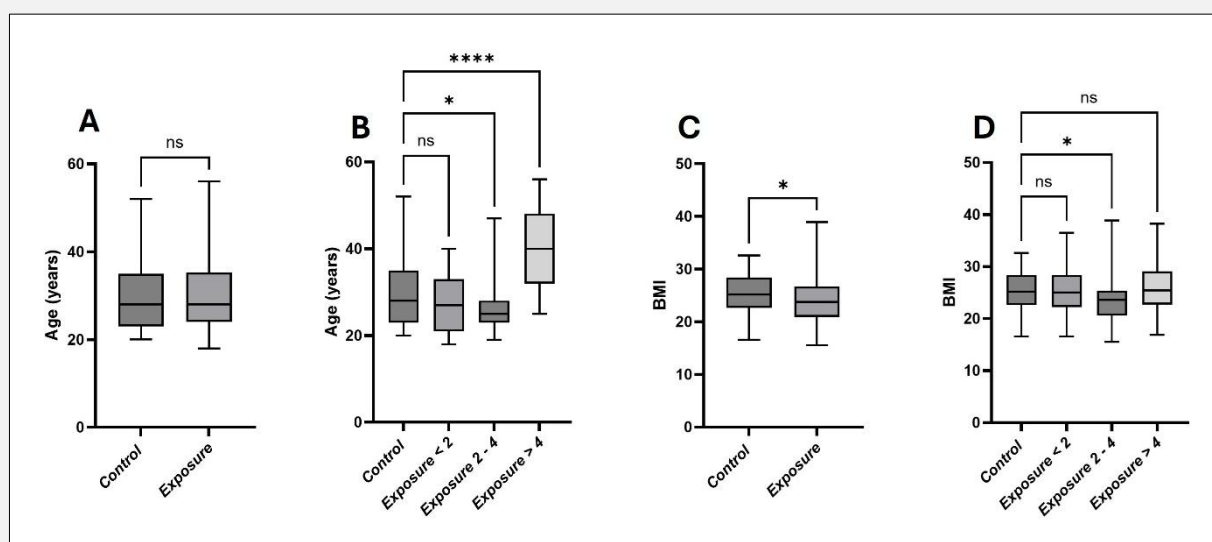 A
ns
60
40
20
0
Age (years)
Control
Exposure
B
****
*
ns
60
40
20
0
Age (years)
Control
Exposure < 2
Exposure 2 - 4
Exposure > 4
C
*
50
40
30
20
10
0
BMI
Control
Exposure
D
ns
*
ns
50
40
30
20
10
0
BMI
Control
Exposure < 2
Exposure 2 - 4
Exposure > 4